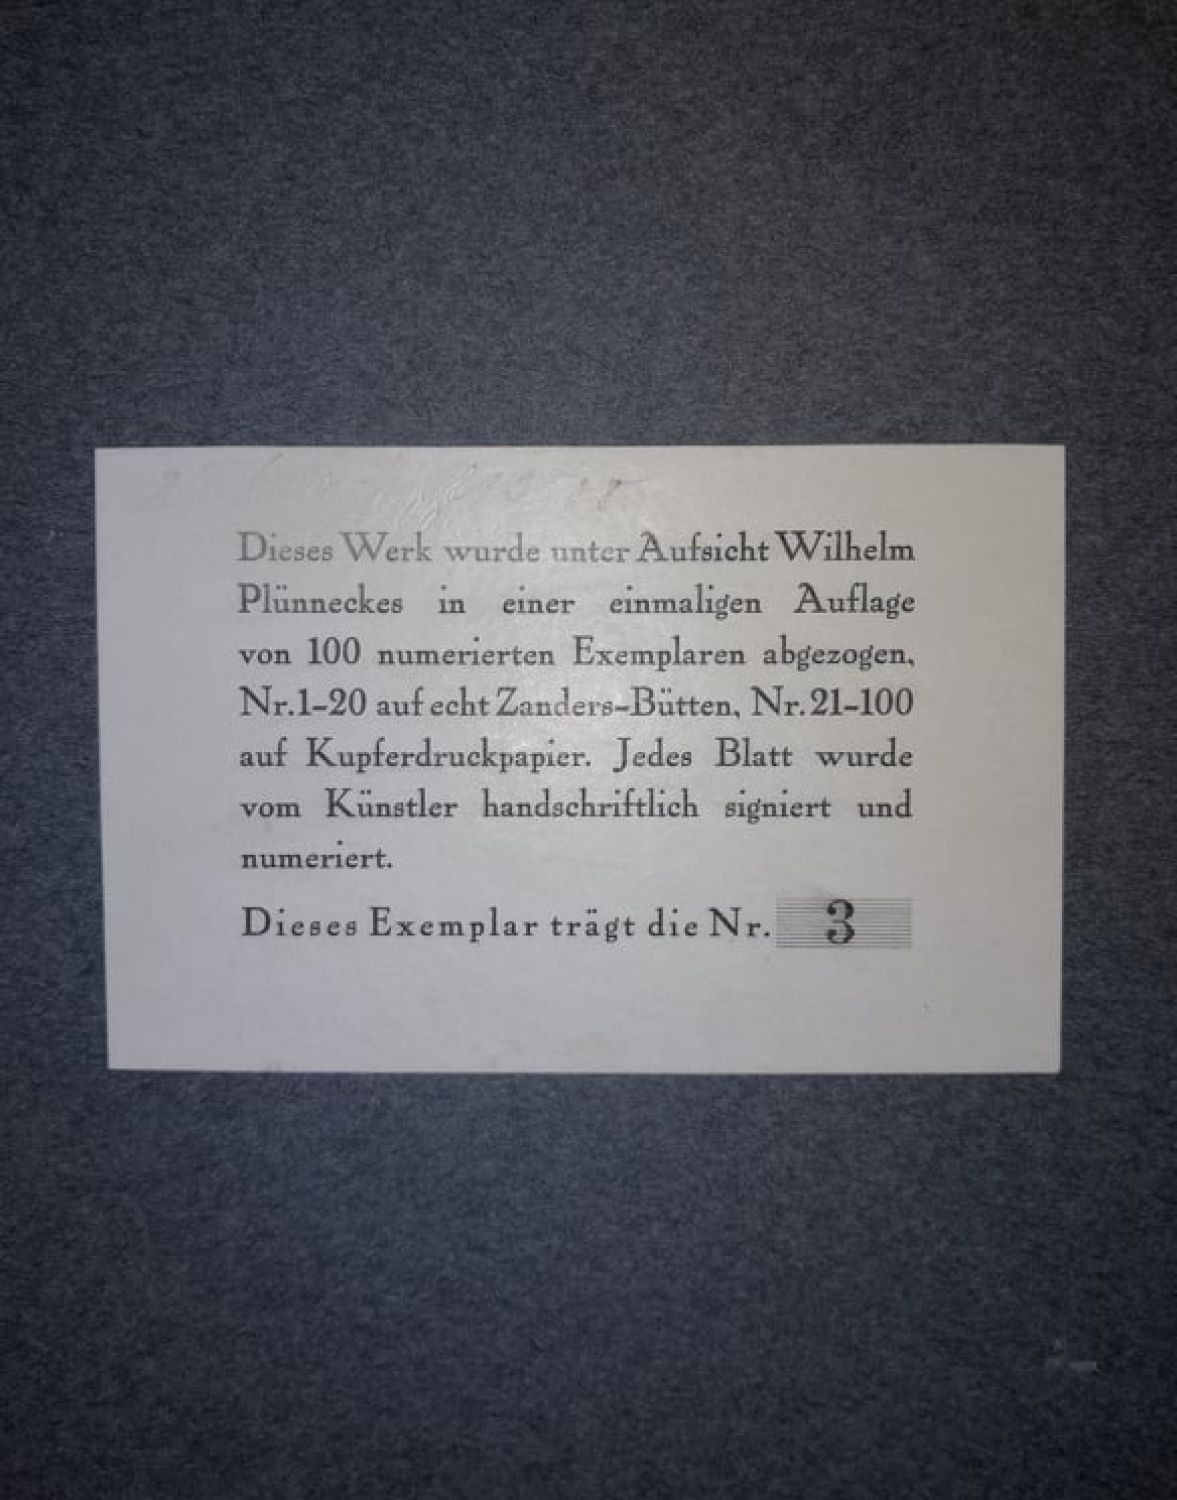 Dieses Werk wurde unter Aufsicht Wilhelm
Plünneckes in einer einmaligen Auflage
von 100 numerierten Exemplaren abgezogen,
Nr. 1–20 auf echt Zanders–Bütten, Nr. 21–100
auf Kupferdruckpapier. Jedes Blatt wurde
vom Künstler handschriftlich signiert und
numeriert.
Dieses Exemplar trägt die Nr. 3